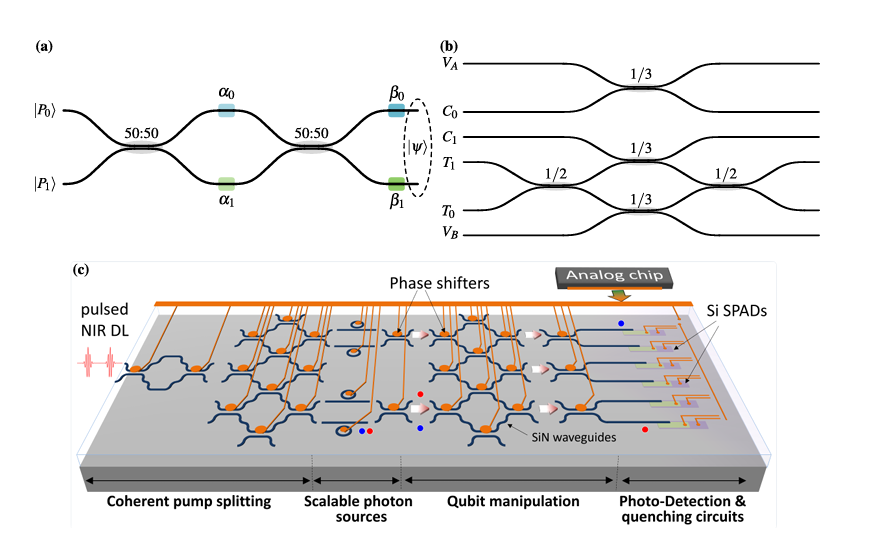 (a)
α₀
β₀
|P₀⟩
50:50
50:50
|ψ⟩
|P₁⟩
α₁
β₁
(b)
V_A
1/3
C₀
C₁
1/3
T₁
1/2
1/2
1/3
T₀
V_B
(c)
Analog chip
Phase shifters
pulsed
NIR DL
Si SPADs
SiN waveguides
Coherent pump splitting
Scalable photon
sources
Qubit manipulation
Photo-Detection &
quenching circuits